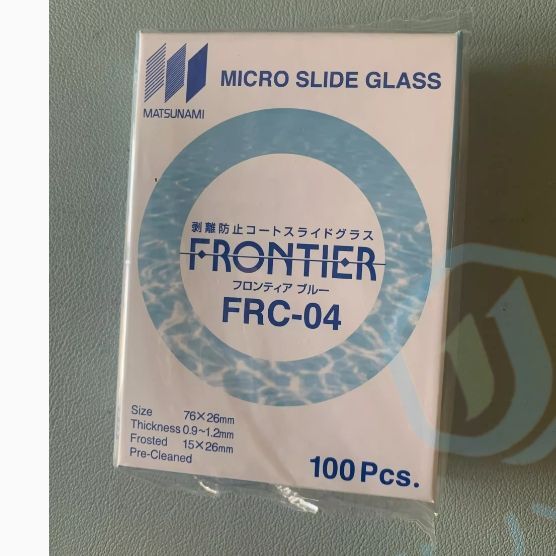 MATSUNAMI
MICRO SLIDE GLASS
剥離防止コートスライドグラス
FRONTIER
フロンティア ブルー
FRC-04
Size 76×26mm
Thickness 0.9~1.2mm
Frosted 15×26mm
Pre-Cleaned
100 Pcs.